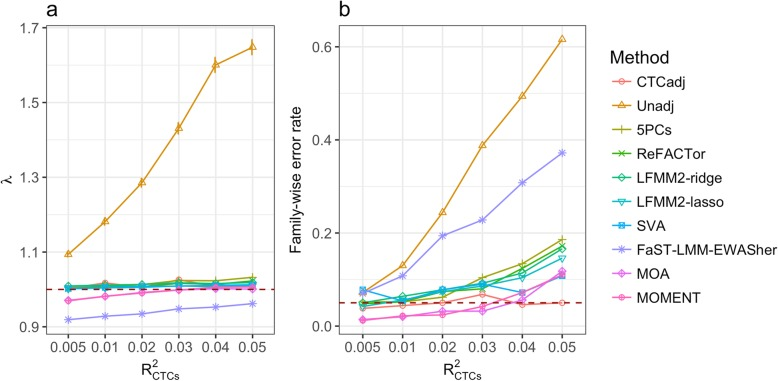 a
1.7
1.5
λ
1.3
1.1
0.9
0.005 0.01 0.02 0.03 0.04 0.05
R²CTCs
b
0.6
0.4
Family-wise error rate
0.2
0.0
0.005 0.01 0.02 0.03 0.04 0.05
R²CTCs
Method
CTCadj
Unadj
5PCs
ReFACTor
LFMM2-ridge
LFMM2-lasso
SVA
FaST-LMM-EWASher
MOA
MOMENT